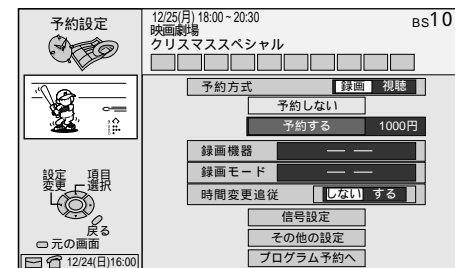 予約設定
12/25(月) 18:00~20:30
映画劇場
クリスマススペシャル
BS10
予約方式 録画 視聴
予約しない
予約する 1000円
録画機器 — —
録画モード — —
時間変更追従 しない する
信号設定
その他の設定
プログラム予約へ
設定変更
項目選択
戻る
元の画面
12/24(日)16:00